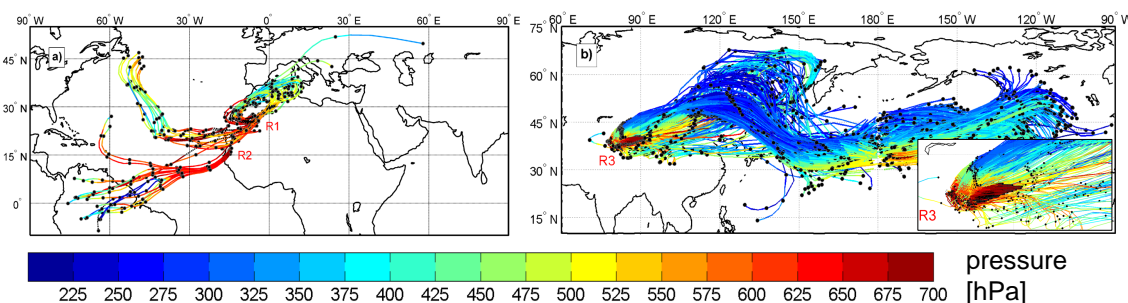 90° W 60° W 30° W 0° 30° E 60° E 90° E
a)
45° N
30° N
15° N
0°
R1
R2
60° E 90° E 120° E 150° E 180° W 150° W 120° W 90° W
b)
75° N
60° N
45° N
30° N
15° N
R3
R3
225 250 275 300 325 350 375 400 425 450 475 500 525 550 575 600 625 650 675 700
pressure
[hPa]